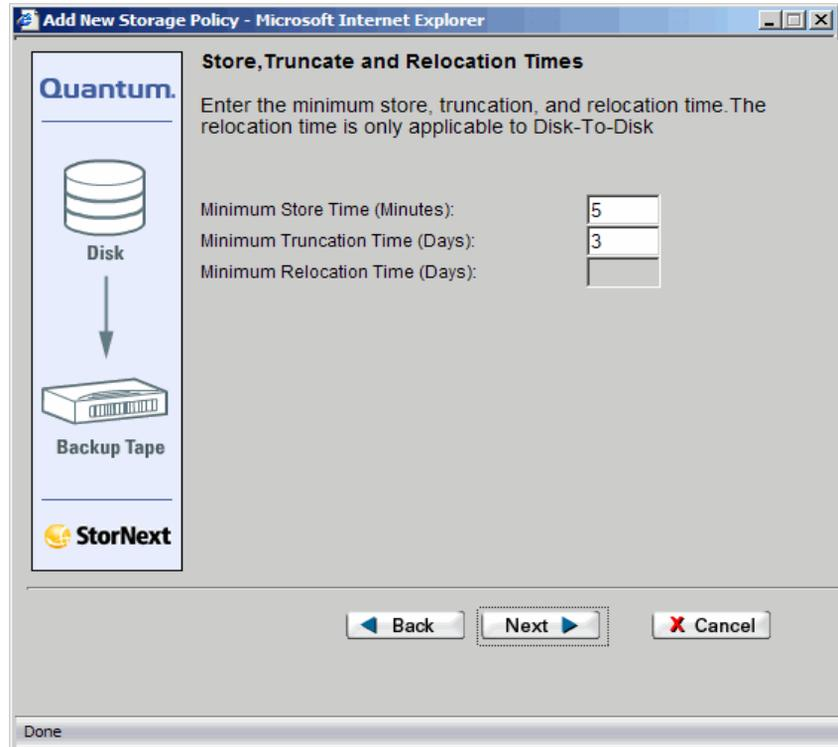 Add New Storage Policy - Microsoft Internet Explorer
Quantum.
Disk
Backup Tape
StorNext
Store,Truncate and Relocation Times
Enter the minimum store, truncation, and relocation time.The
relocation time is only applicable to Disk-To-Disk
Minimum Store Time (Minutes): 5
Minimum Truncation Time (Days): 3
Minimum Relocation Time (Days):
Back Next X Cancel
Done